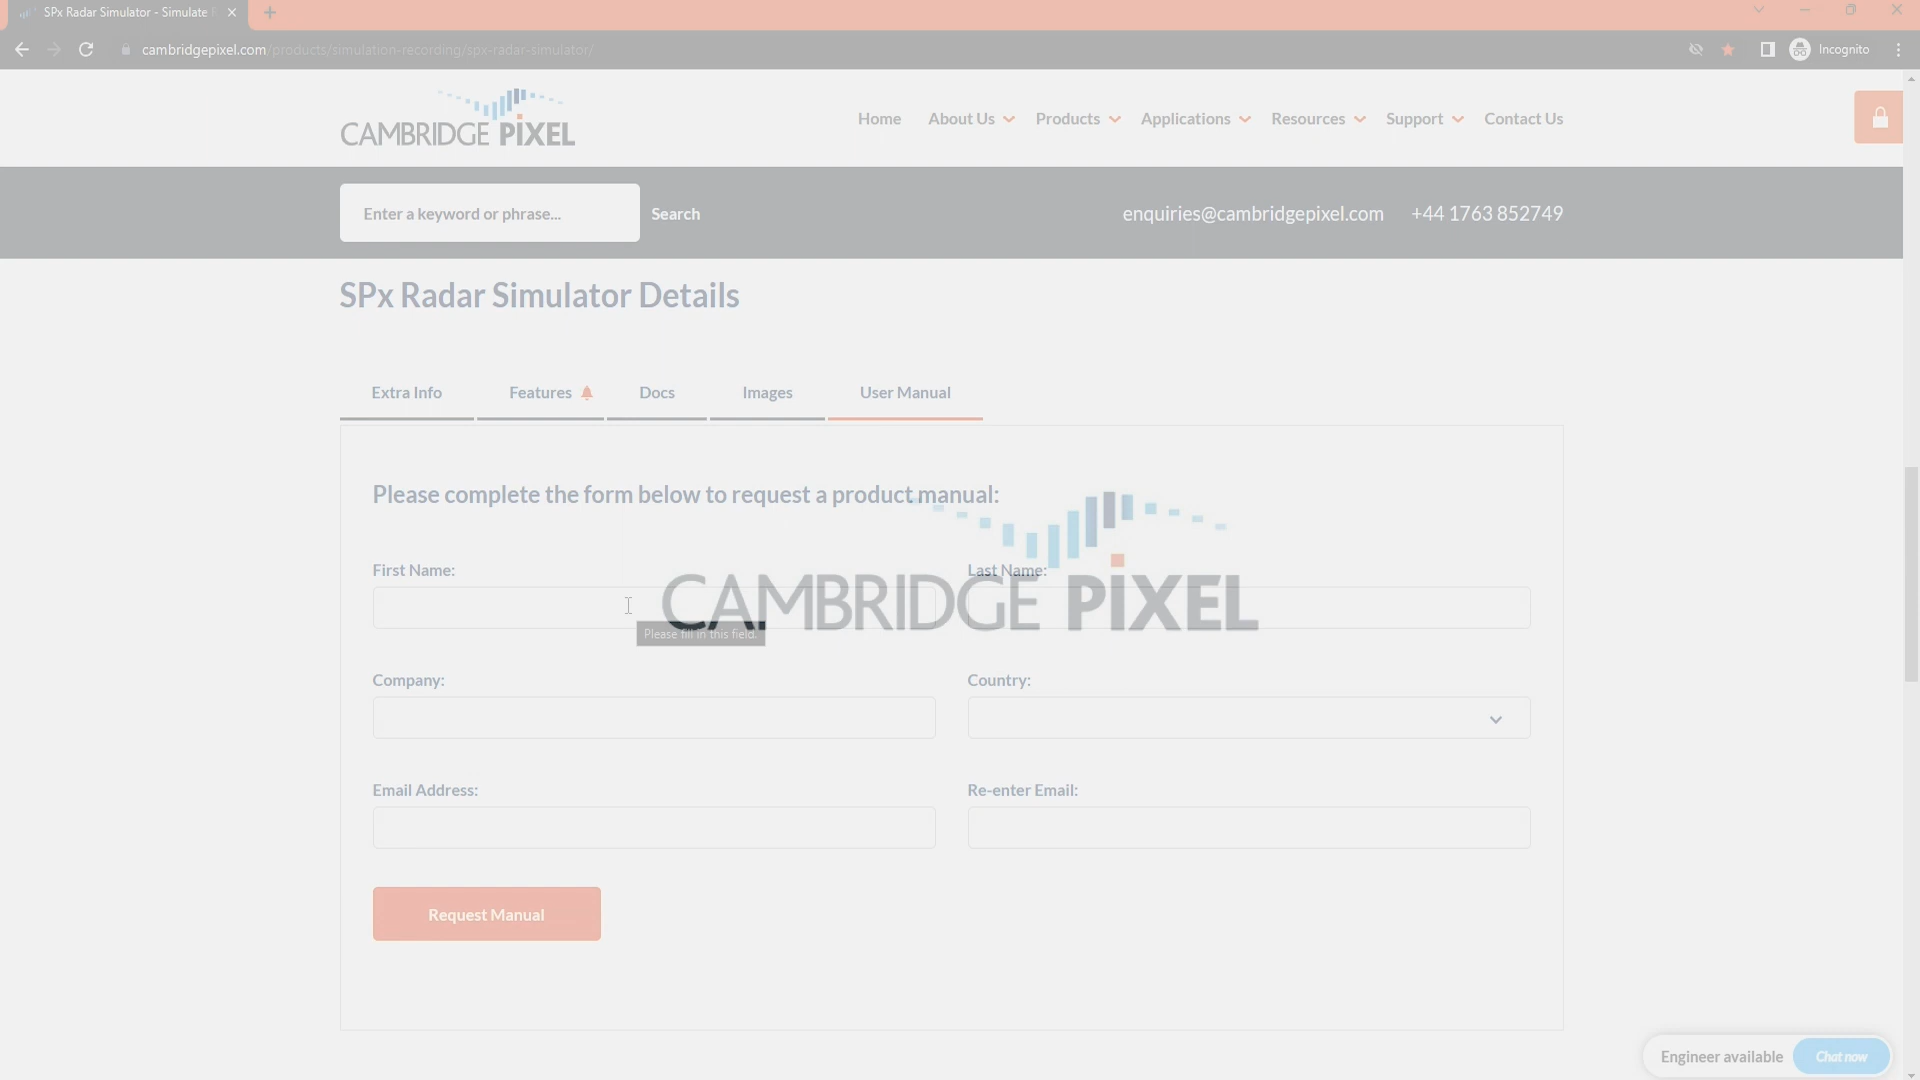 SPx Radar Simulator - Simulate
cambridgepixel.com/products/simulation-recording/spx-radar-simulator/
Incognito
CAMBRIDGE PIXEL
Home About Us Products Applications Resources Support Contact Us
Enter a keyword or phrase... Search enquiries@cambridgepixel.com +44 1763 852749
SPx Radar Simulator Details
Extra Info Features Docs Images User Manual
Please complete the form below to request a product manual:
First Name: Last Name:
CAMBRIDGE PIXEL
Please fill in this field.
Company: Country:
Email Address: Re-enter Email:
Request Manual
Engineer available Chat now